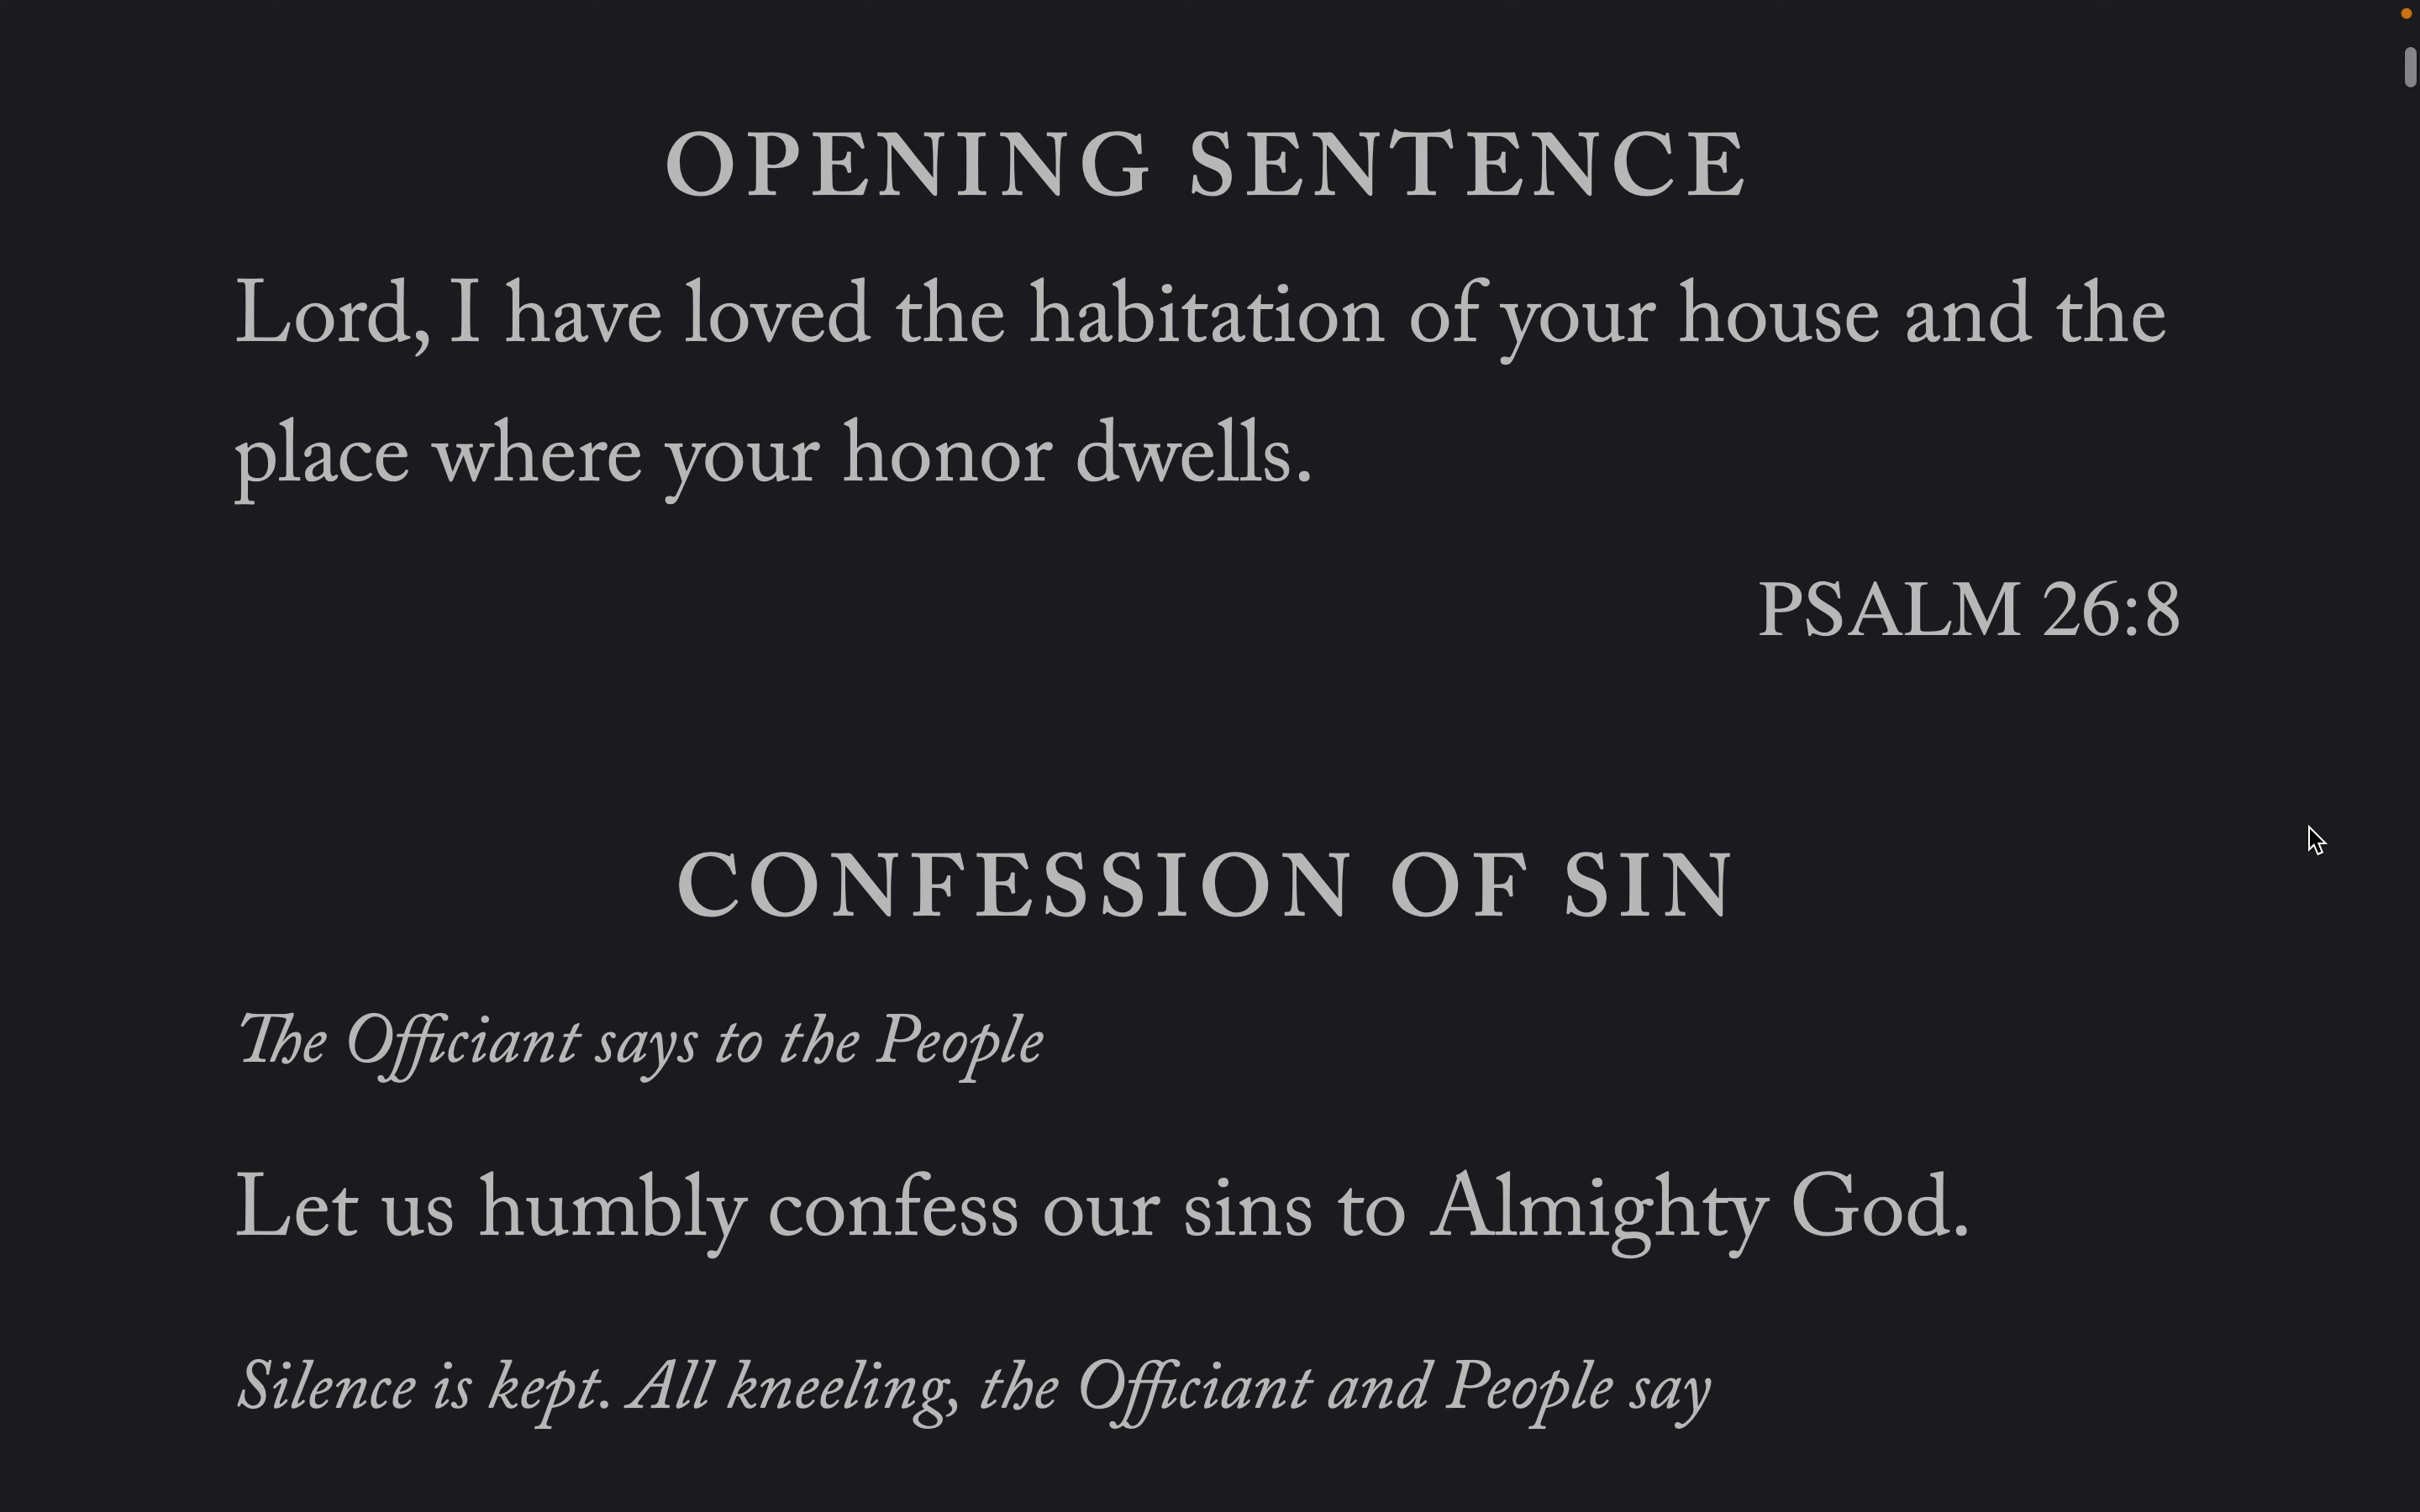 OPENING SENTENCE
Lord, I have loved the habitation of your house and the
place where your honor dwells.
PSALM 26:8
CONFESSION OF SIN
The Officiant says to the People
Let us humbly confess our sins to Almighty God.
Silence is kept. All kneeling, the Officiant and People say